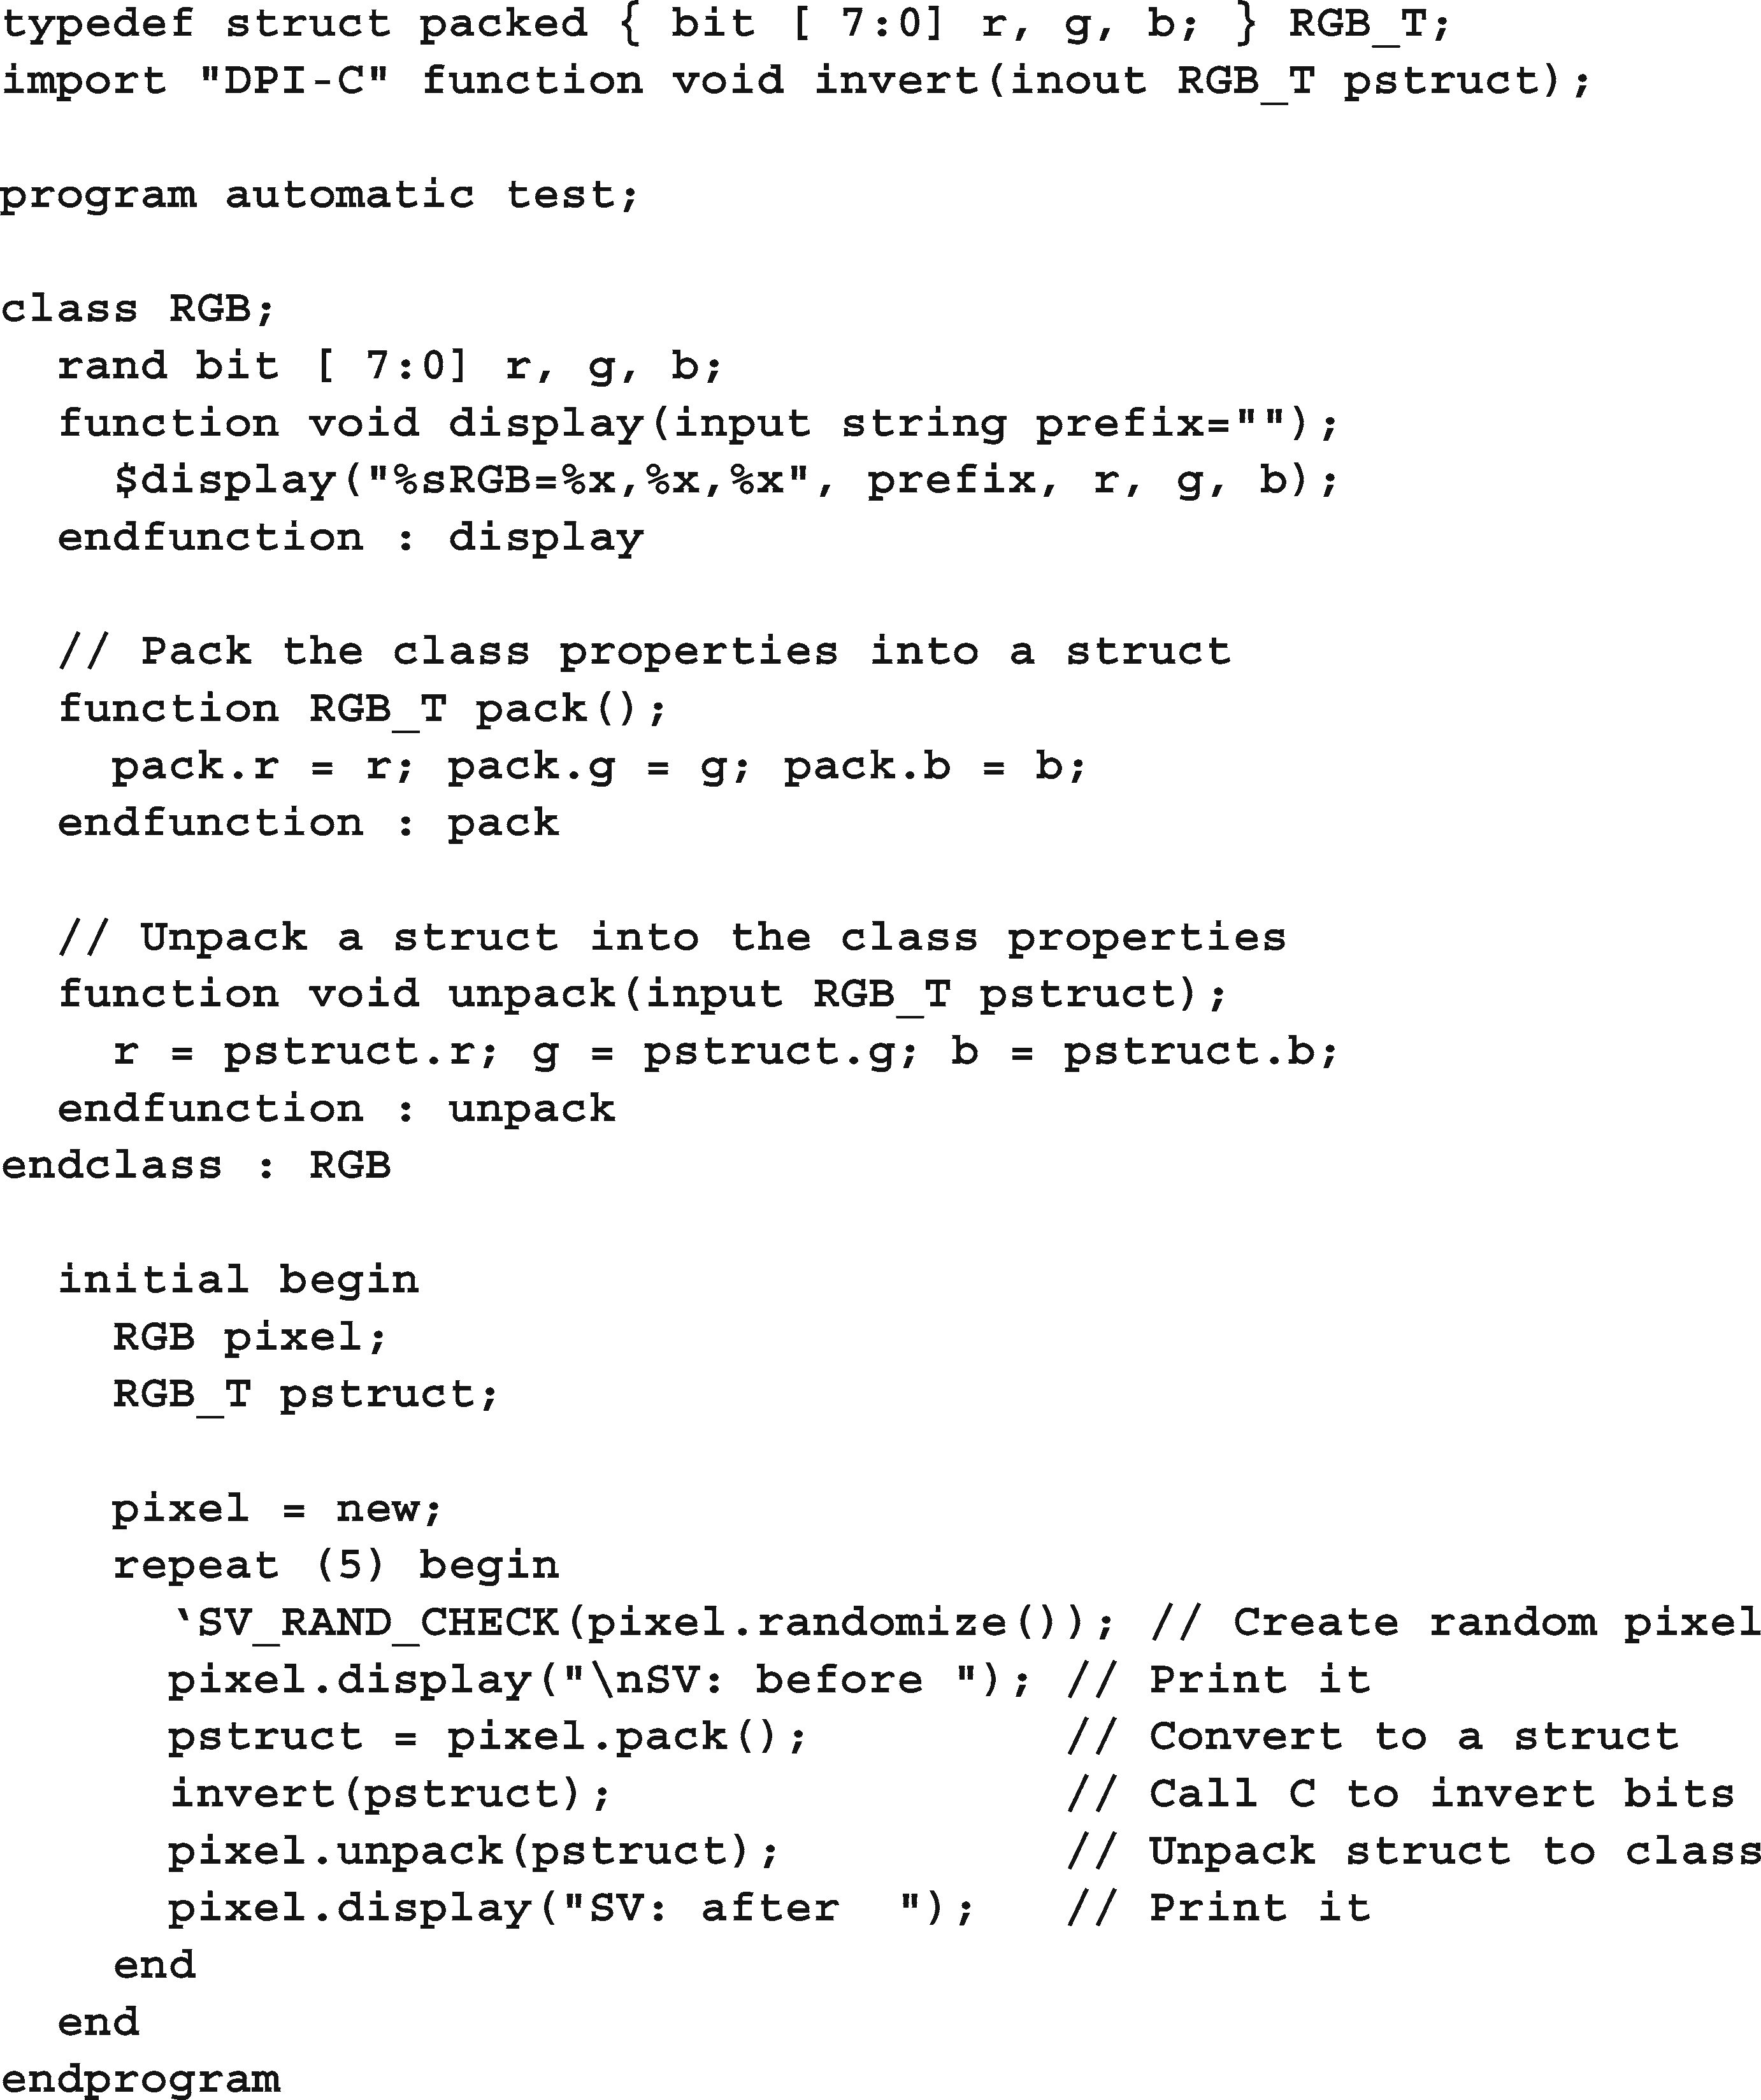 typedef struct packed { bit [ 7:0] r, g, b; } RGB_T;
import "DPI-C" function void invert(inout RGB_T pstruct);
program automatic test;
class RGB;
rand bit [ 7:0] r, g, b;
function void display(input string prefix="");
$display("%sRGB=%x,%x,%x", prefix, r, g, b);
endfunction : display
// Pack the class properties into a struct
function RGB_T pack();
pack.r = r; pack.g = g; pack.b = b;
endfunction : pack
// Unpack a struct into the class properties
function void unpack(input RGB_T pstruct);
r = pstruct.r; g = pstruct.g; b = pstruct.b;
endfunction : unpack
endclass : RGB
initial begin
RGB pixel;
RGB_T pstruct;
pixel = new;
repeat (5) begin
‛SV_RAND_CHECK(pixel.randomize()); // Create random pixel
pixel.display("\nSV: before "); // Print it
pstruct = pixel.pack(); // Convert to a struct
invert(pstruct); // Call C to invert bits
pixel.unpack(pstruct); // Unpack struct to class
pixel.display("SV: after  "); // Print it
end
end
endprogram